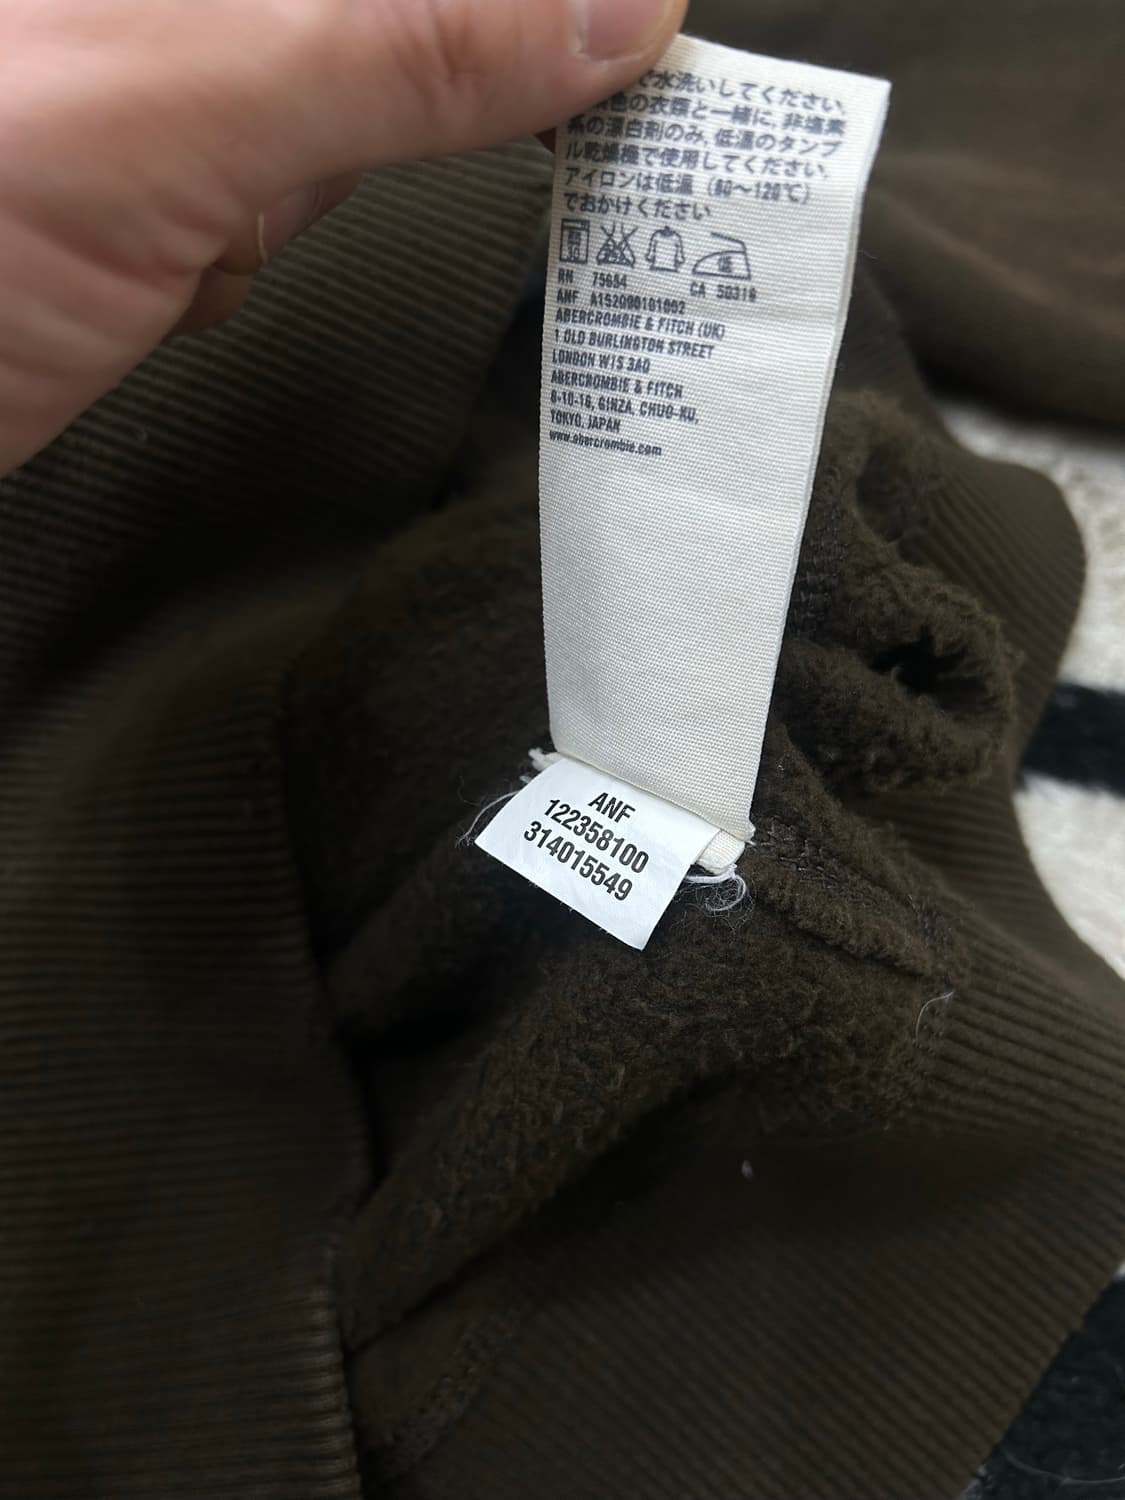 で水洗いしてください。
色の衣類と一緒に、非塩素
系の漂白剤のみ、低温のタンブ
ル乾燥機で使用してください。
アイロンは低温（80〜120℃）
でおかけください
低
RN 75654
CA 50316
ANF A152090101002
ABERCROMBIE & FITCH (UK)
1 OLD BURLINGTON STREET
LONDON W1S 3AQ
ABERCROMBIE & FITCH
6-10-16, GINZA, CHUO-KU,
TOKYO, JAPAN
www.abercrombie.com
ANF
122358100
314015549